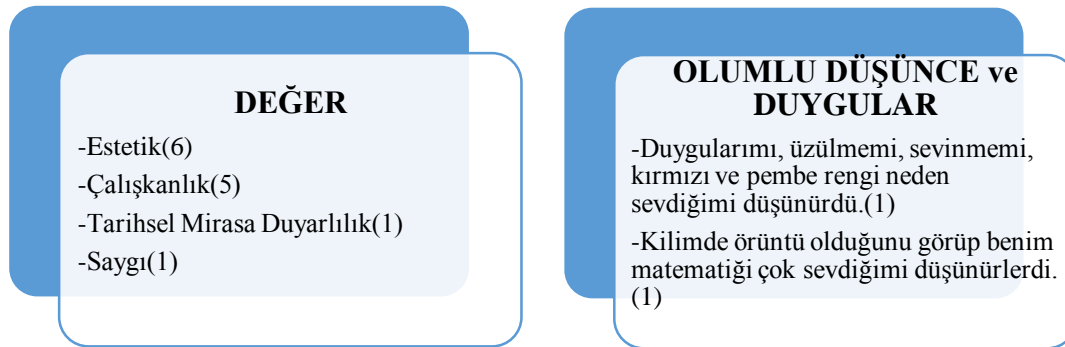 DEĞER
-Estetik(6)
-Çalışkanlık(5)
-Tarihsel Mirasa Duyarlılık(1)
-Saygı(1)
OLUMLU DÜŞÜNCE ve
DUYGULAR
-Duygularımı, üzülmemi, sevinmemi,
kırmızı ve pembe rengi neden
sevdiğimi düşünürdü.(1)
-Kilimde örüntü olduğunu görüp benim
matematiği çok sevdiğimi düşünürlerdi.
(1)